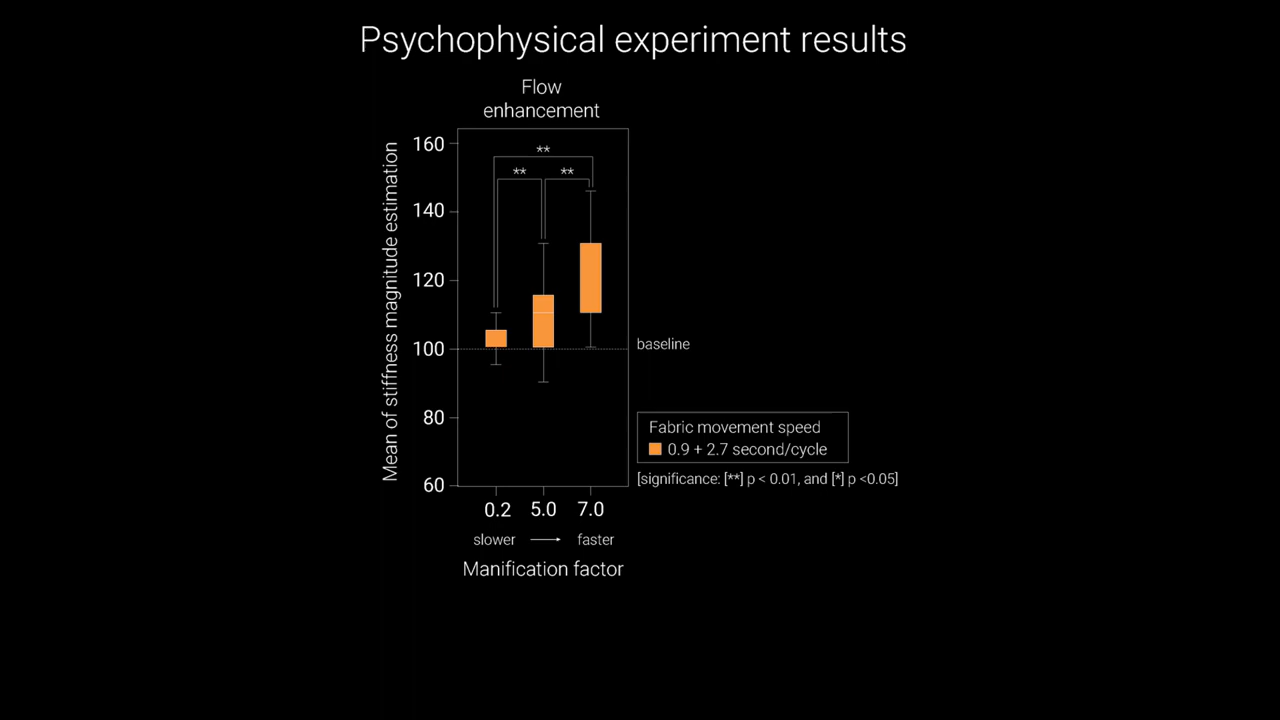 Psychophysical experiment results
Flow
enhancement
Mean of stiffness magnitude estimation
160
140
120
100
80
60
**
** **
baseline
Fabric movement speed
0.9 + 2.7 second/cycle
[significance: [**] p < 0.01, and [*] p <0.05]
0.2 5.0 7.0
slower faster
Manification factor